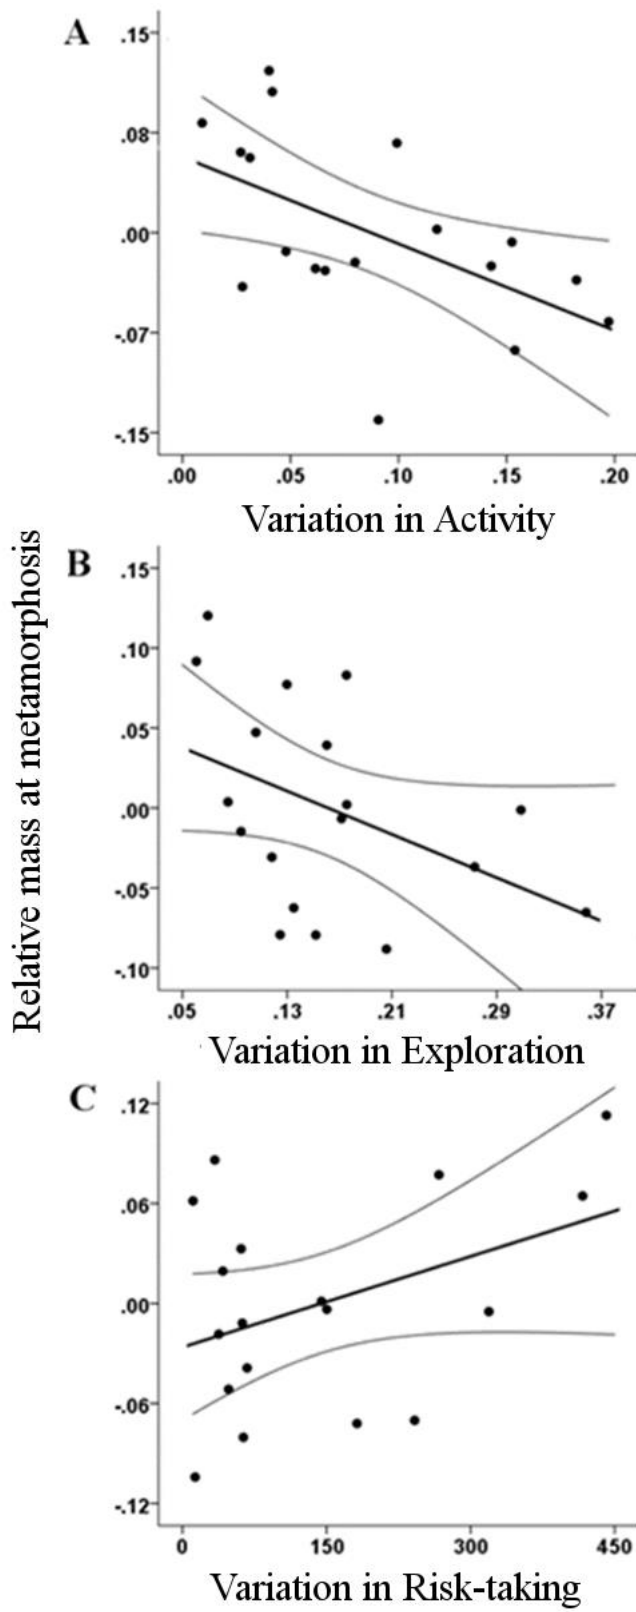 A
.15
.08
.00
-.07
-.15
.00 .05 .10 .15 .20
Variation in Activity
Relative mass at metamorphosis
B
.15
.10
.05
.00
-.05
-.10
.05 .13 .21 .29 .37
Variation in Exploration
C
.12
.06
.00
-.06
-.12
0 150 300 450
Variation in Risk-taking